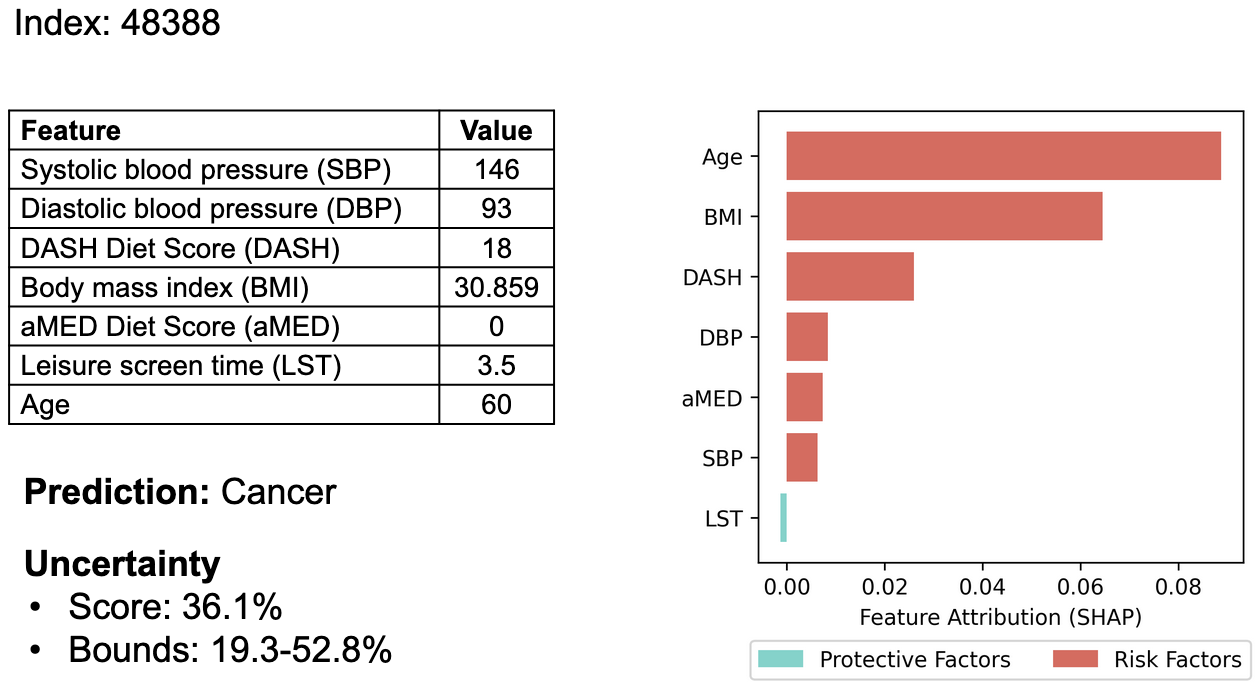 Index: 48388
Feature Value
Systolic blood pressure (SBP) 146
Diastolic blood pressure (DBP) 93
DASH Diet Score (DASH) 18
Body mass index (BMI) 30.859
aMED Diet Score (aMED) 0
Leisure screen time (LST) 3.5
Age 60
Prediction: Cancer
Uncertainty
• Score: 36.1%
• Bounds: 19.3-52.8%
Age
BMI
DASH
DBP
aMED
SBP
LST
0.00 0.02 0.04 0.06 0.08
Feature Attribution (SHAP)
Protective Factors Risk Factors